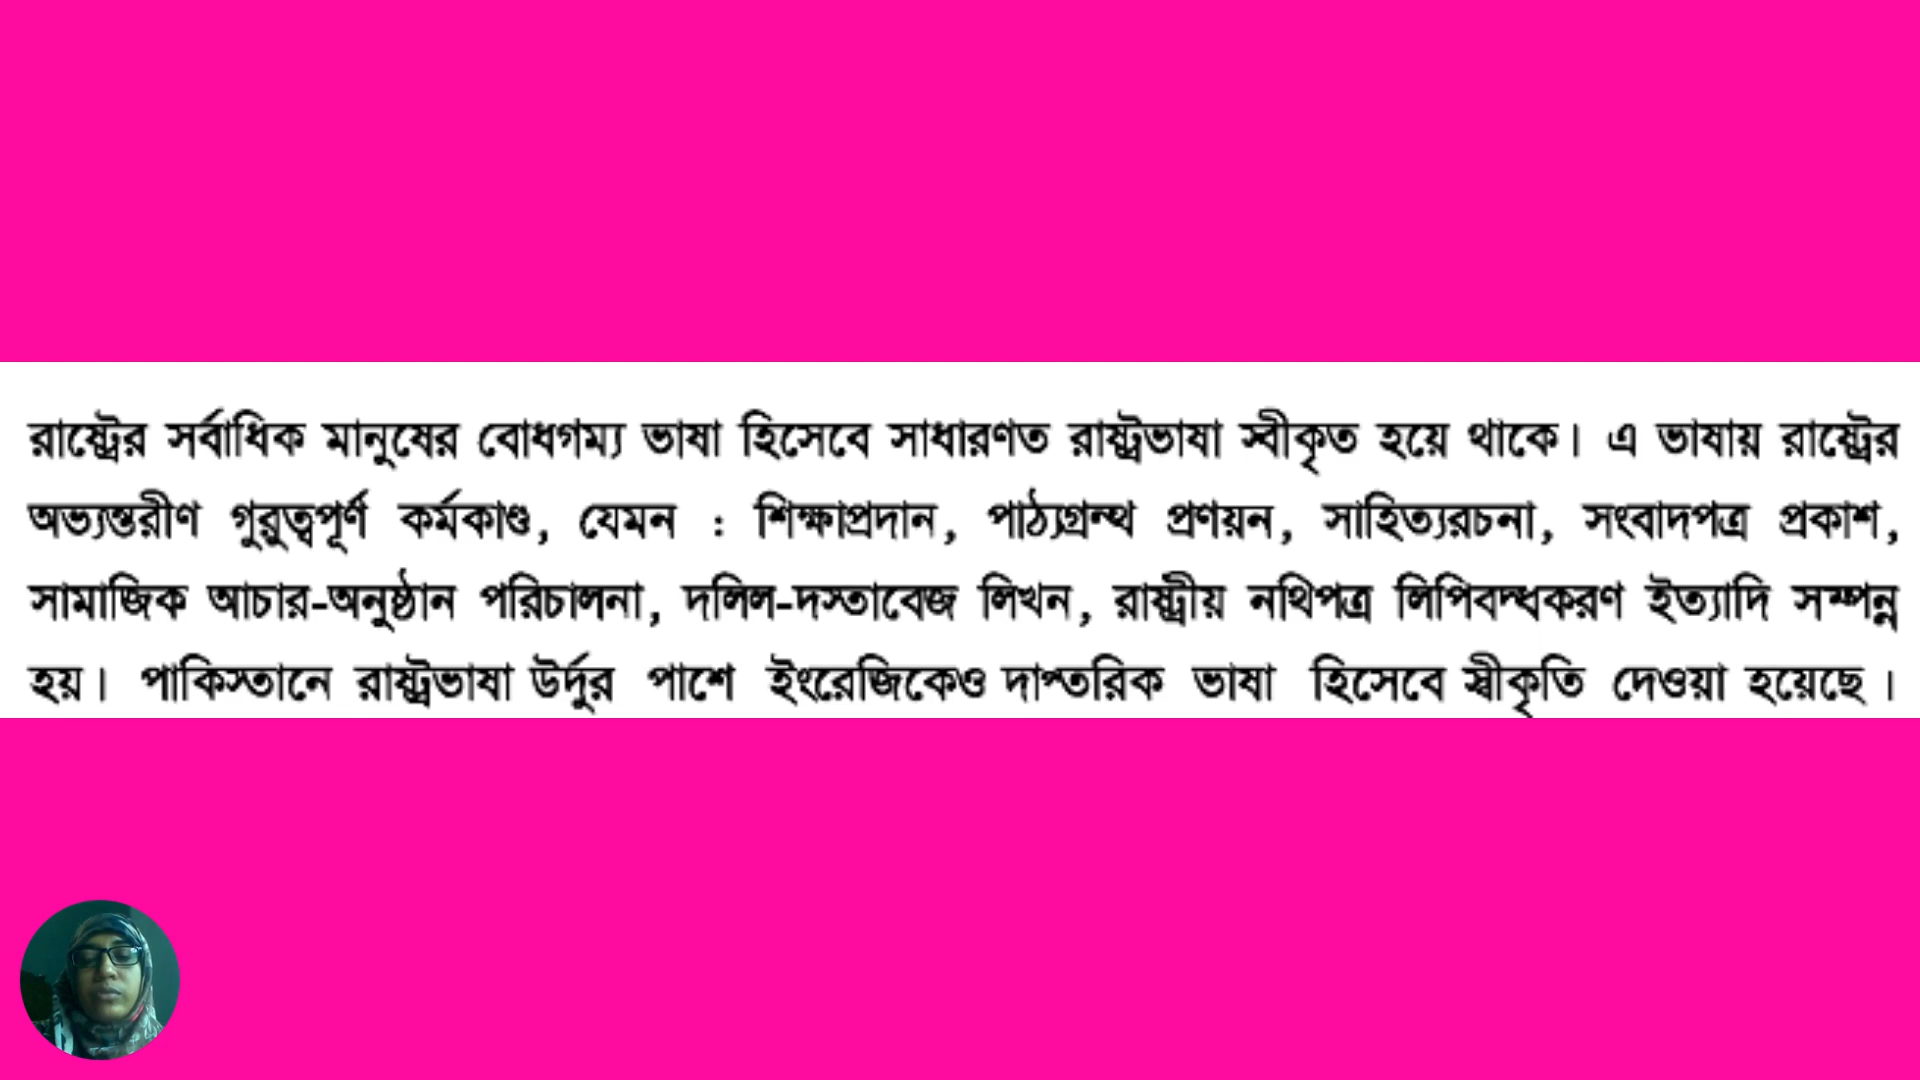 রাষ্ট্রের সর্বাধিক মানুষের বোধগম্য ভাষা হিসেবে সাধারণত রাষ্ট্রভাষা স্বীকৃত হয়ে থাকে। এ ভাষায় রাষ্ট্রের
অভ্যন্তরীণ গুরুত্বপূর্ণ কর্মকাণ্ড, যেমন : শিক্ষাপ্রদান, পাঠ্যগ্রন্থ প্রণয়ন, সাহিত্যরচনা, সংবাদপত্র প্রকাশ,
সামাজিক আচার-অনুষ্ঠান পরিচালনা, দলিল-দস্তাবেজ লিখন, রাষ্ট্রীয় নথিপত্র লিপিবদ্ধকরণ ইত্যাদি সম্পন্ন
হয়। পাকিস্তানে রাষ্ট্রভাষা উর্দুর পাশে ইংরেজিকেও দাপ্তরিক ভাষা হিসেবে স্বীকৃতি দেওয়া হয়েছে।